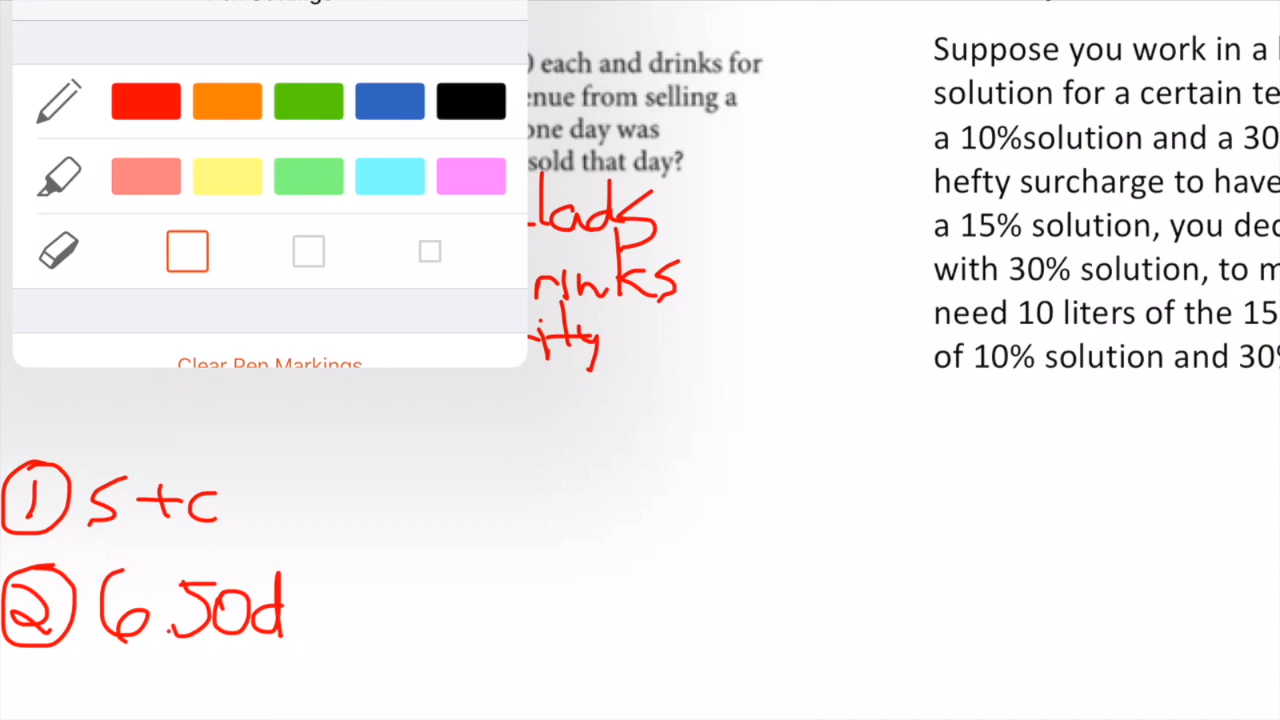 each and drinks for
enue from selling a
one day was
sold that day?
lads
rinks
ity
Clear Pen Markings
① s + c
② 6.50d
Suppose you work in a
solution for a certain te
a 10%solution and a 30
hefty surcharge to have
a 15% solution, you dec
with 30% solution, to m
need 10 liters of the 15
of 10% solution and 30%